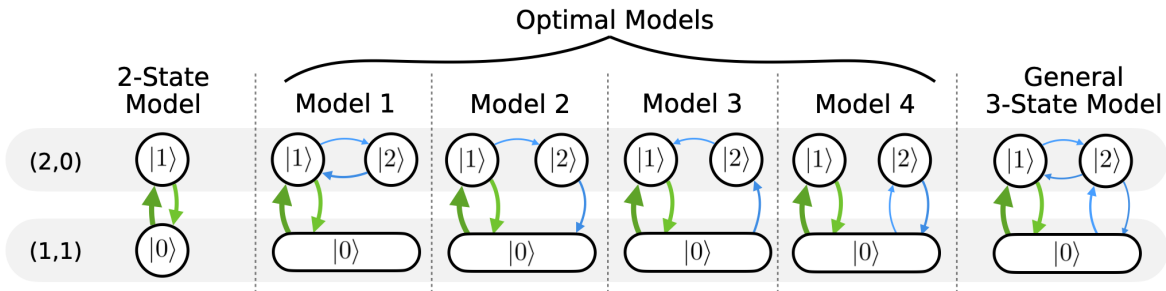 Optimal Models
2-State
Model
Model 1
Model 2
Model 3
Model 4
General
3-State Model
(2,0)
|1⟩
|1⟩
|2⟩
|1⟩
|2⟩
|1⟩
|2⟩
|1⟩
|2⟩
|1⟩
|2⟩
(1,1)
|0⟩
|0⟩
|0⟩
|0⟩
|0⟩
|0⟩